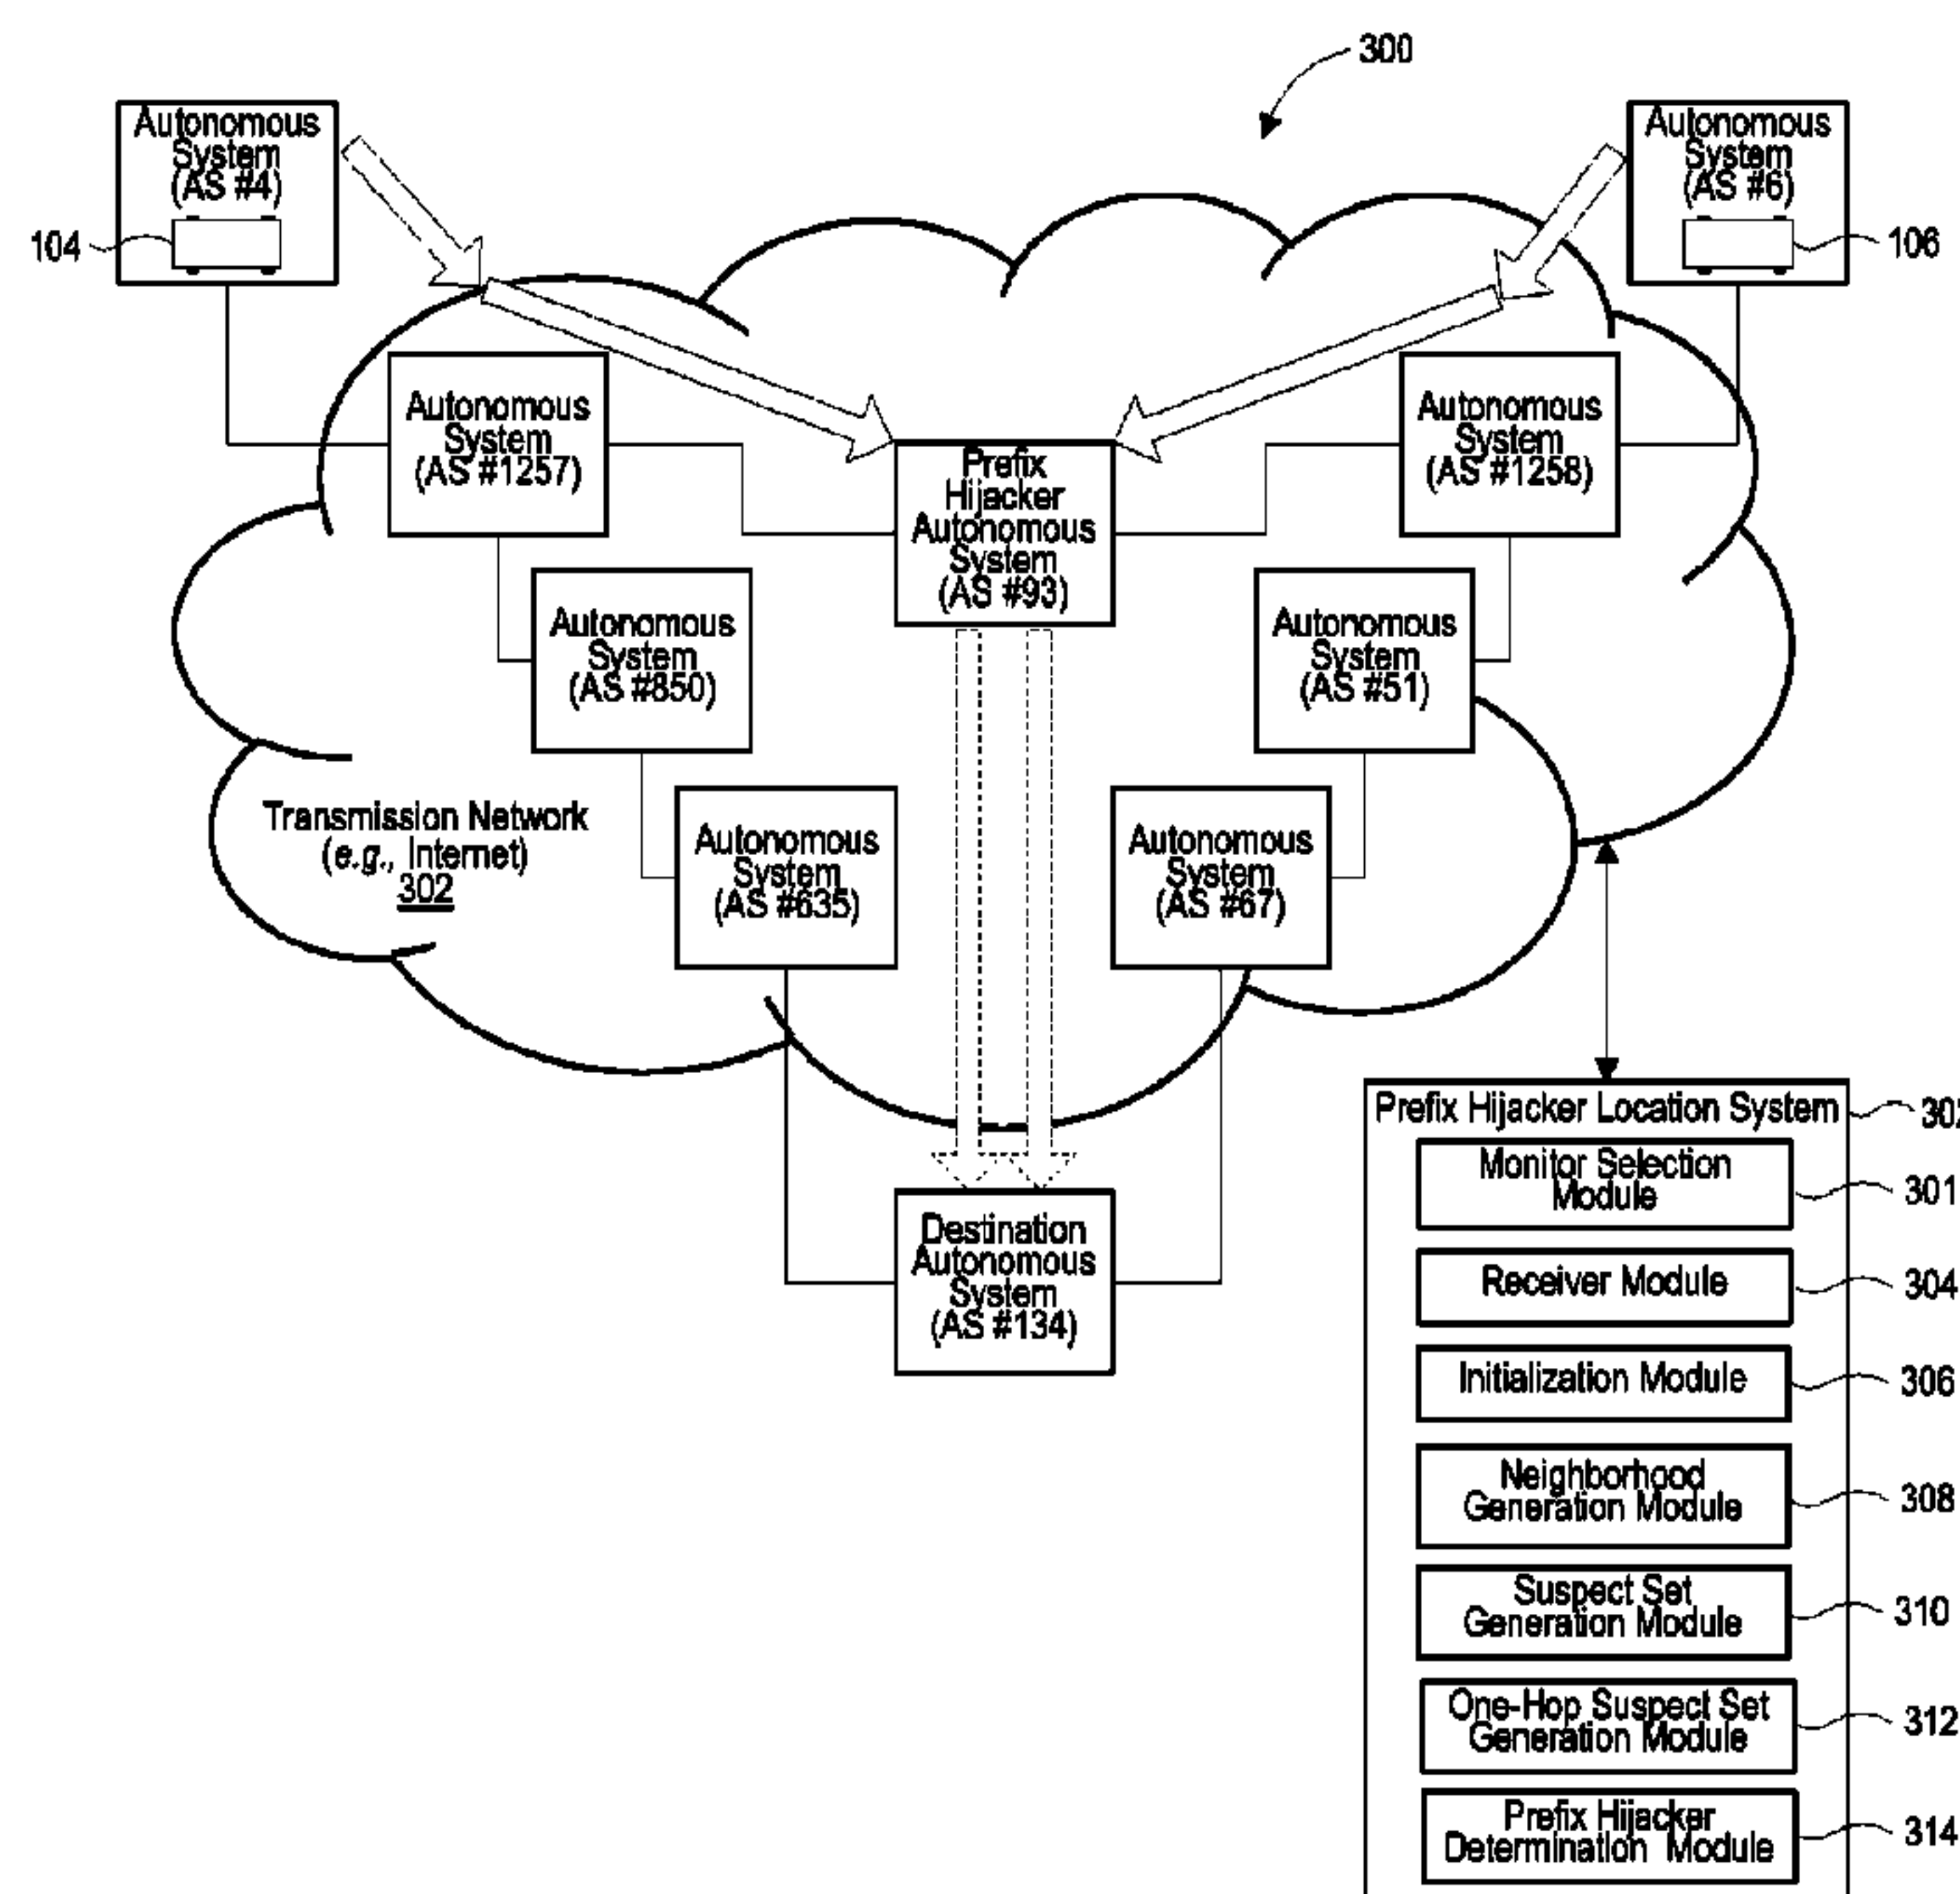 300
Autonomous
System
(AS #4)
104
Autonomous
System
(AS #6)
106
Autonomous
System
(AS #1257)
Prefix
Hijacker
Autonomous
System
(AS #93)
Autonomous
System
(AS #1258)
Autonomous
System
(AS #850)
Autonomous
System
(AS #51)
Transmission Network
(e.g., Internet)
302
Autonomous
System
(AS #635)
Autonomous
System
(AS #67)
Destination
Autonomous
System
(AS #134)
Prefix Hijacker Location System
302
Monitor Selection
Module
301
Receiver Module
304
Initialization Module
306
Neighborhood
Generation Module
308
Suspect Set
Generation Module
310
One-Hop Suspect Set
Generation Module
312
Prefix Hijacker
Determination Module
314